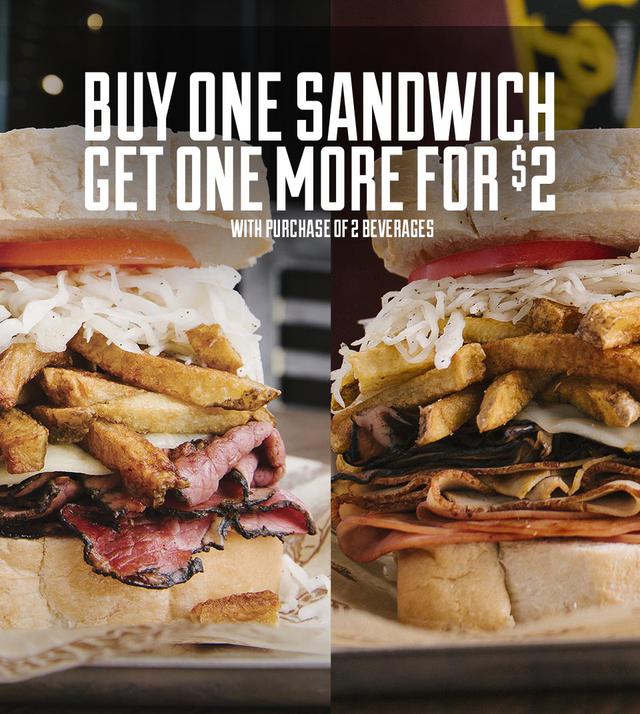 BUY ONE SANDWICH
GET ONE MORE FOR $2
WITH PURCHASE OF 2 BEVERAGES